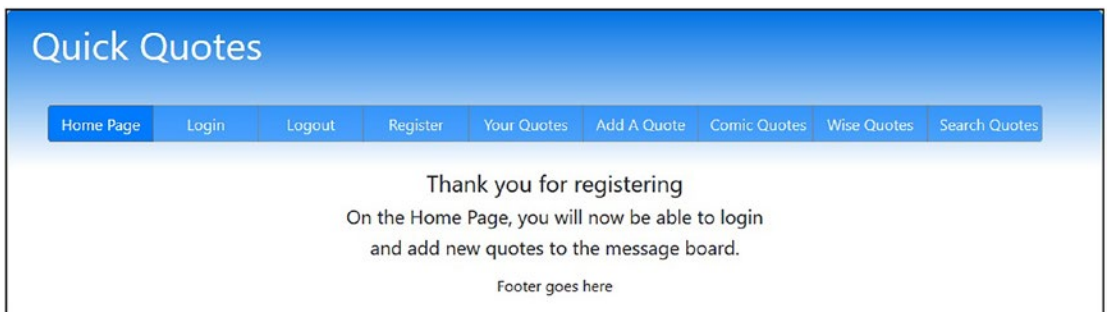 Quick Quotes
Home Page Login Logout Register Your Quotes Add A Quote Comic Quotes Wise Quotes Search Quotes
Thank you for registering
On the Home Page, you will now be able to login
and add new quotes to the message board.
Footer goes here